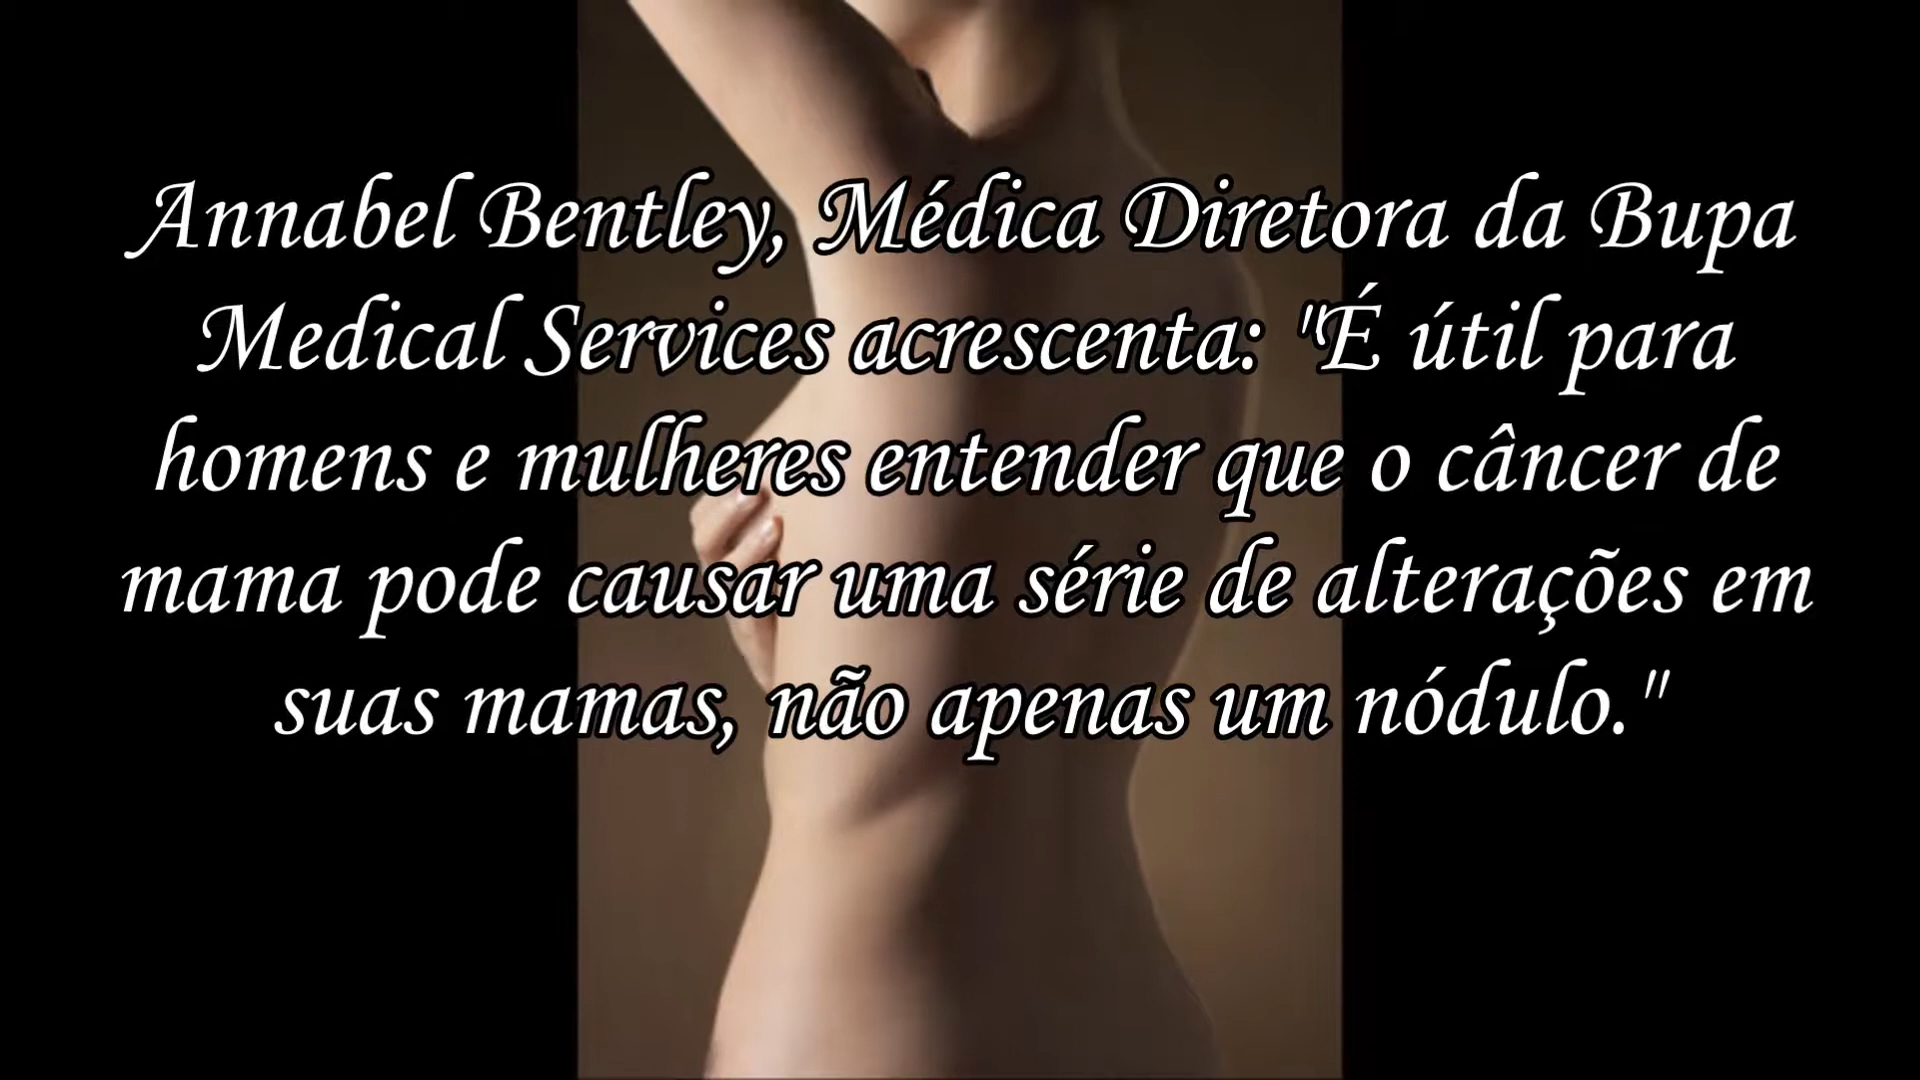 Annabel Bentley, Médica Diretora da Bupa
Medical Services acrescenta: "É útil para
homens e mulheres entender que o câncer de
mama pode causar uma série de alterações em
suas mamas, não apenas um nódulo."